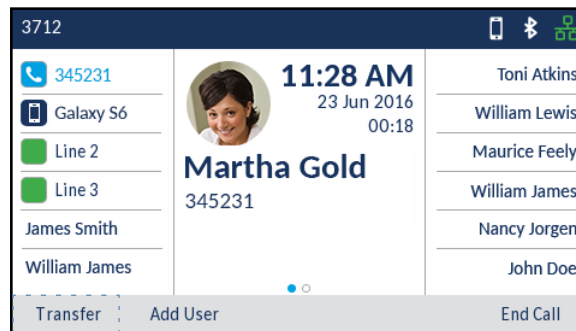 3712
345231
Galaxy S6
Line 2
Line 3
James Smith
William James
11:28 AM
23 Jun 2016
00:18
Martha Gold
345231
Toni Atkins
William Lewis
Maurice Feely
William James
Nancy Jorgen
John Doe
Transfer
Add User
End Call